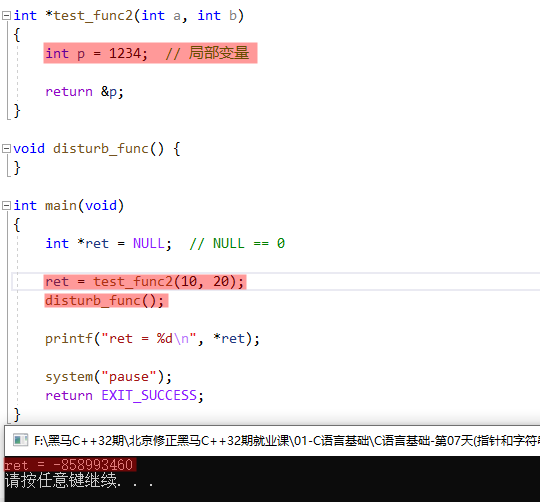 int *test_func2(int a, int b)
{
int p = 1234;  // 局部变量
return &p;
}
void disturb_func() {
}
int main(void)
{
int *ret = NULL;  // NULL == 0
ret = test_func2(10, 20);
disturb_func();
printf("ret = %d\n", *ret);
system("pause");
return EXIT_SUCCESS;
}
F:\黑马C++32期\北京修正黑马C++32期就业课\01-C语言基础\C语言基础-第07天(指针和字符
ret = -858993460
请按任意键继续. . .